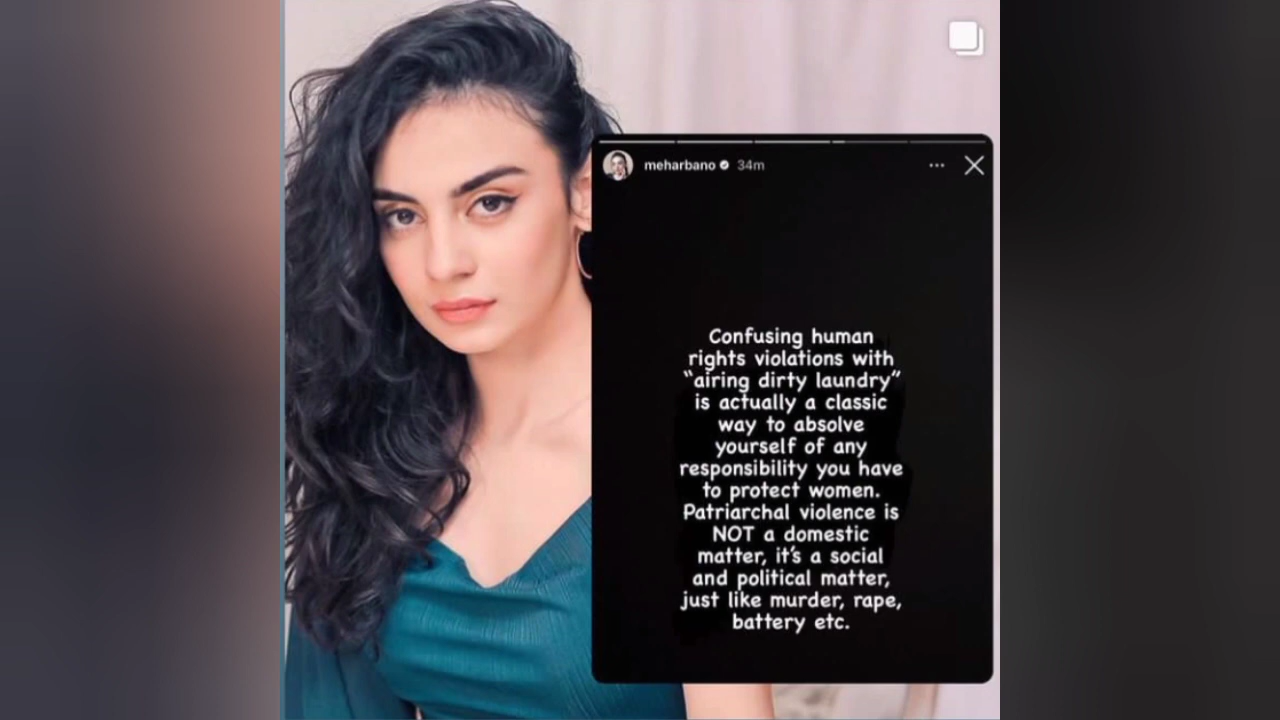 meharbano 34m
Confusing human
rights violations with
“airing dirty laundry”
is actually a classic
way to absolve
yourself of any
responsibility you have
to protect women.
Patriarchal violence is
NOT a domestic
matter, it’s a social
and political matter,
just like murder, rape,
battery etc.